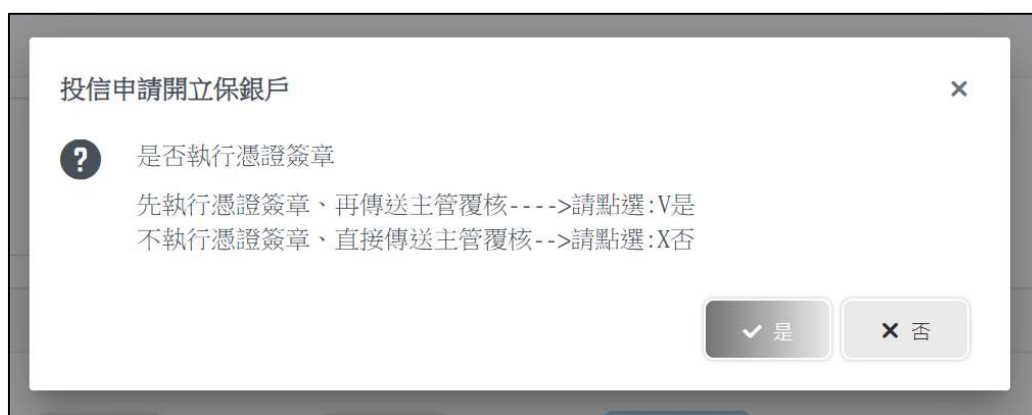 投信申請開立保銀戶
是否執行憑證簽章
先執行憑證簽章、再傳送主管覆核---->請點選:V是
不執行憑證簽章、直接傳送主管覆核-->請點選:X否
是
否